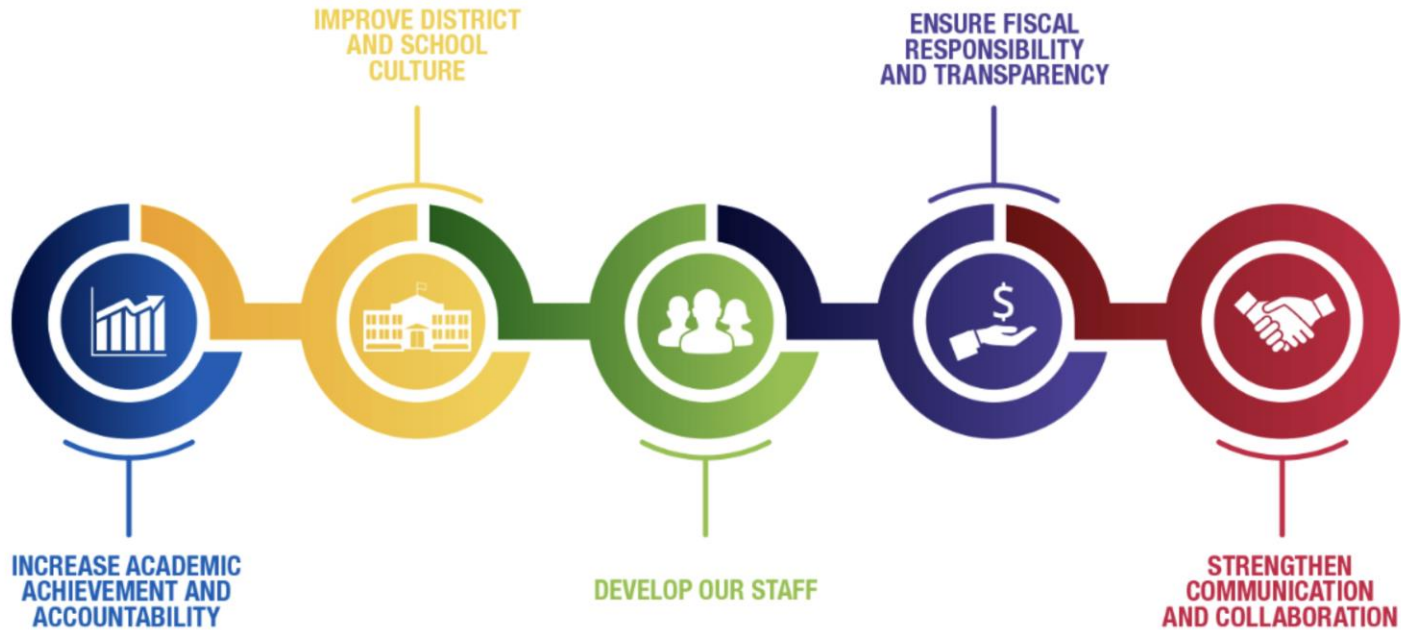 IMPROVE DISTRICT
AND SCHOOL
CULTURE
ENSURE FISCAL
RESPONSIBILITY
AND TRANSPARENCY
$
INCREASE ACADEMIC
ACHIEVEMENT AND
ACCOUNTABILITY
DEVELOP OUR STAFF
STRENGTHEN
COMMUNICATION
AND COLLABORATION